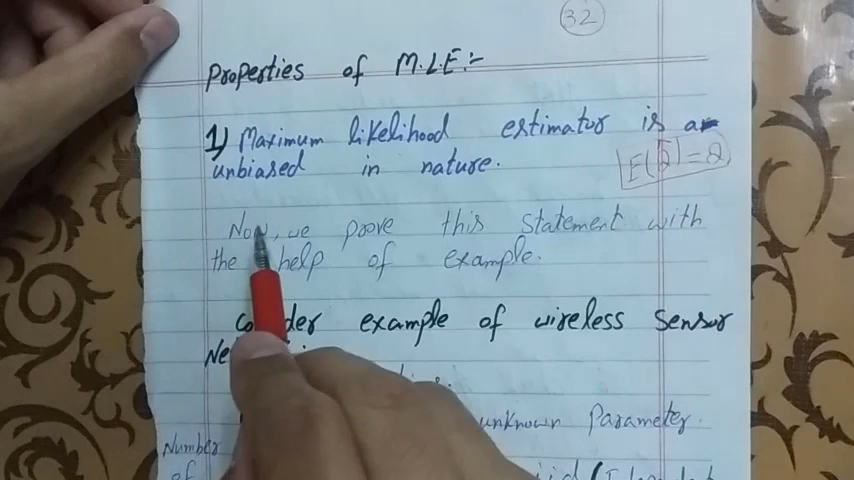 32
Properties of M.L.E:-
1) Maximum likelihood estimator is a
unbiased in nature.
E(
) = 
Now, we prove this statement with
the help of example.
example of wireless Sensor
unknown Parameter.
Number
of